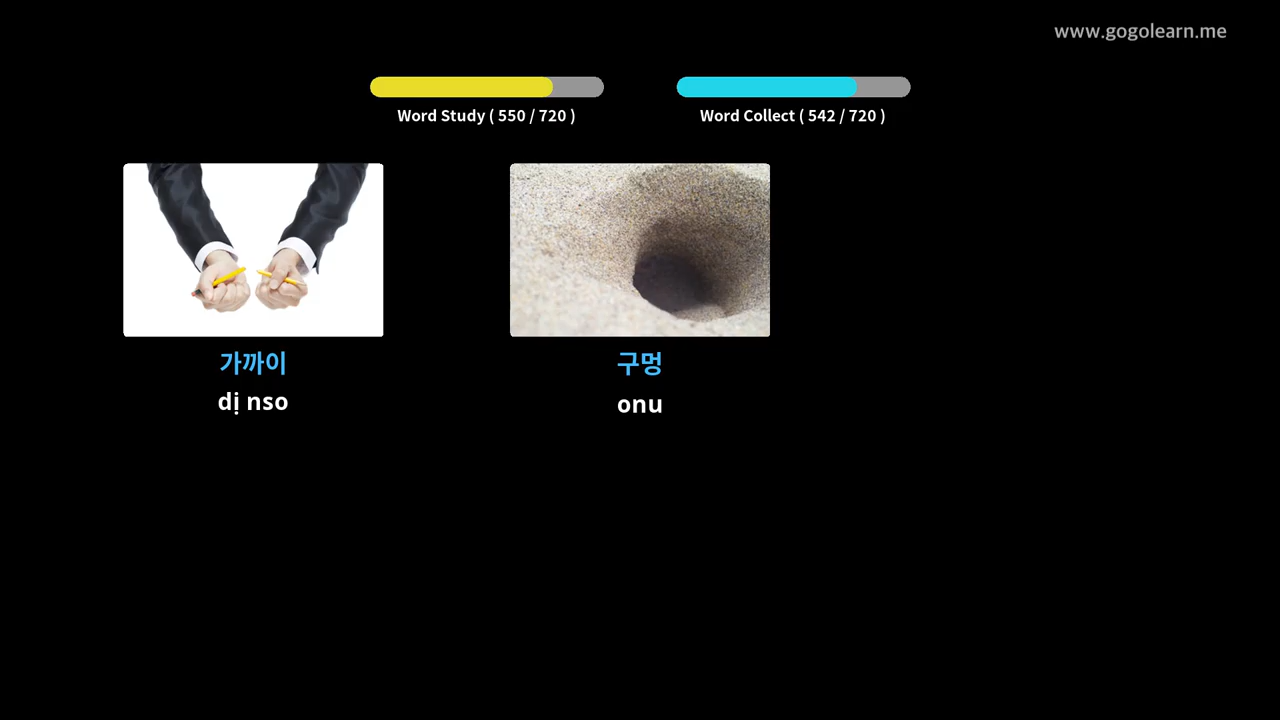 www.gogolearn.me
Word Study ( 550 / 720 )
Word Collect ( 542 / 720 )
가까이
dị nso
구멍
onu